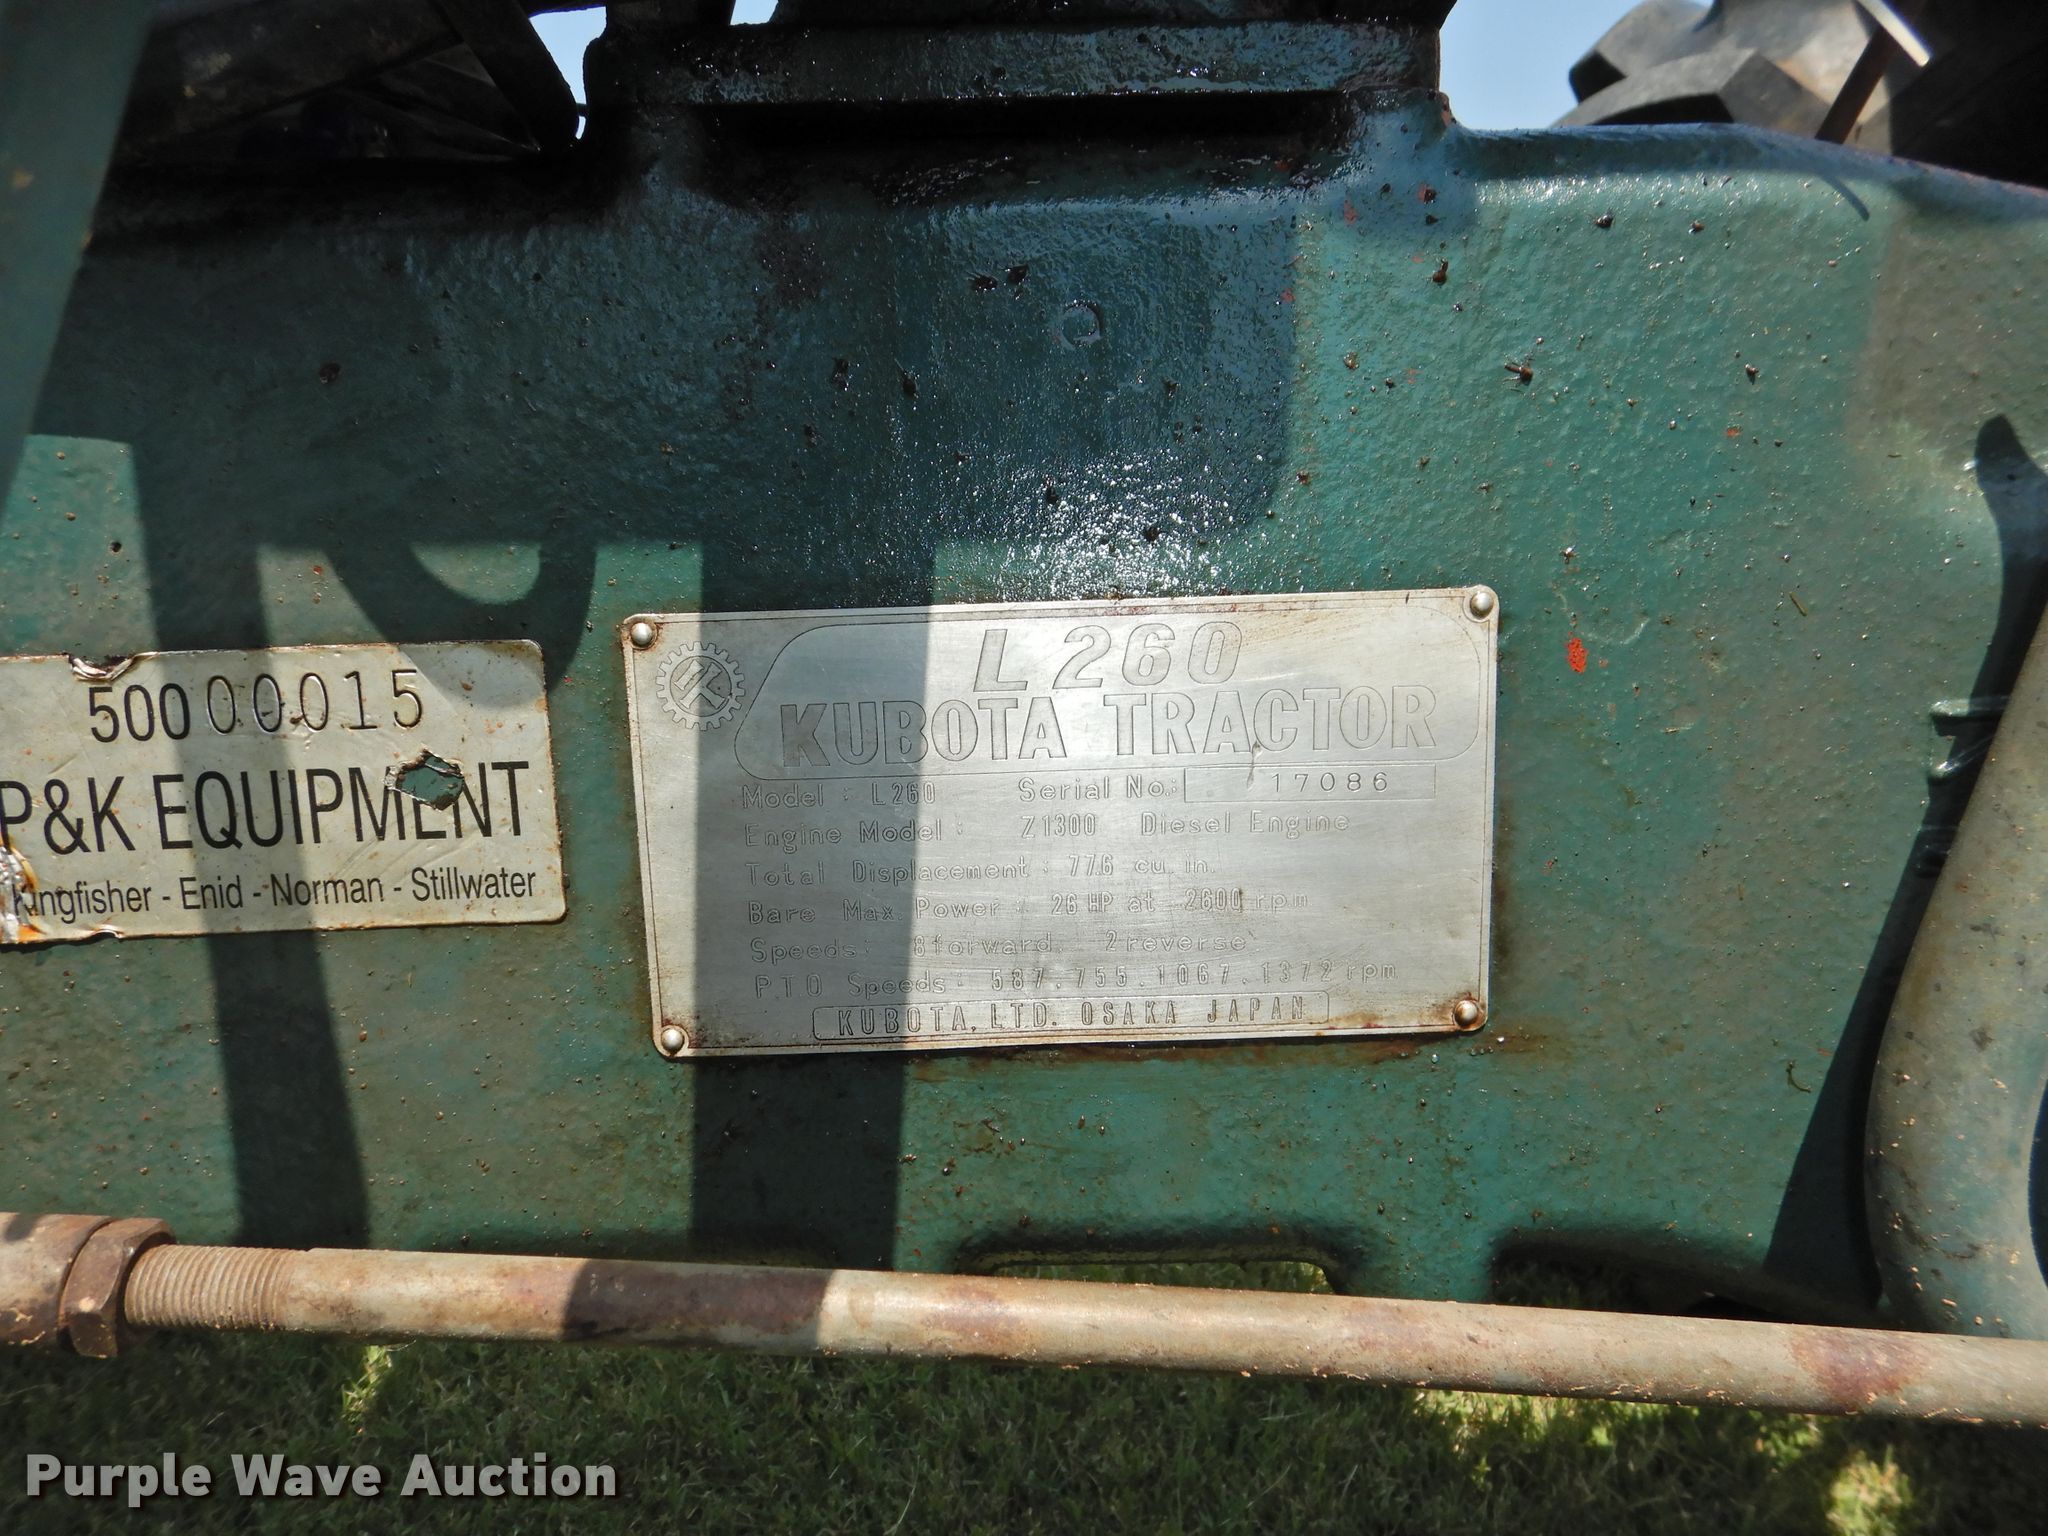 50000015
P&K EQUIPMENT
Kingfisher - Enid - Norman - Stillwater
L260
KUBOTA TRACTOR
Model : L260 Serial No.: 17086
Engine Model : Z1300 Diesel Engine
Total Displacement : 77.6 cu. in.
Bare Max. Power : 26 HP at 2600 rpm
Speeds : 8 forward. 2 reverse
P.T.O Speeds : 587. 755. 1067. 1372 rpm
KUBOTA, LTD. OSAKA JAPAN
Purple Wave Auction